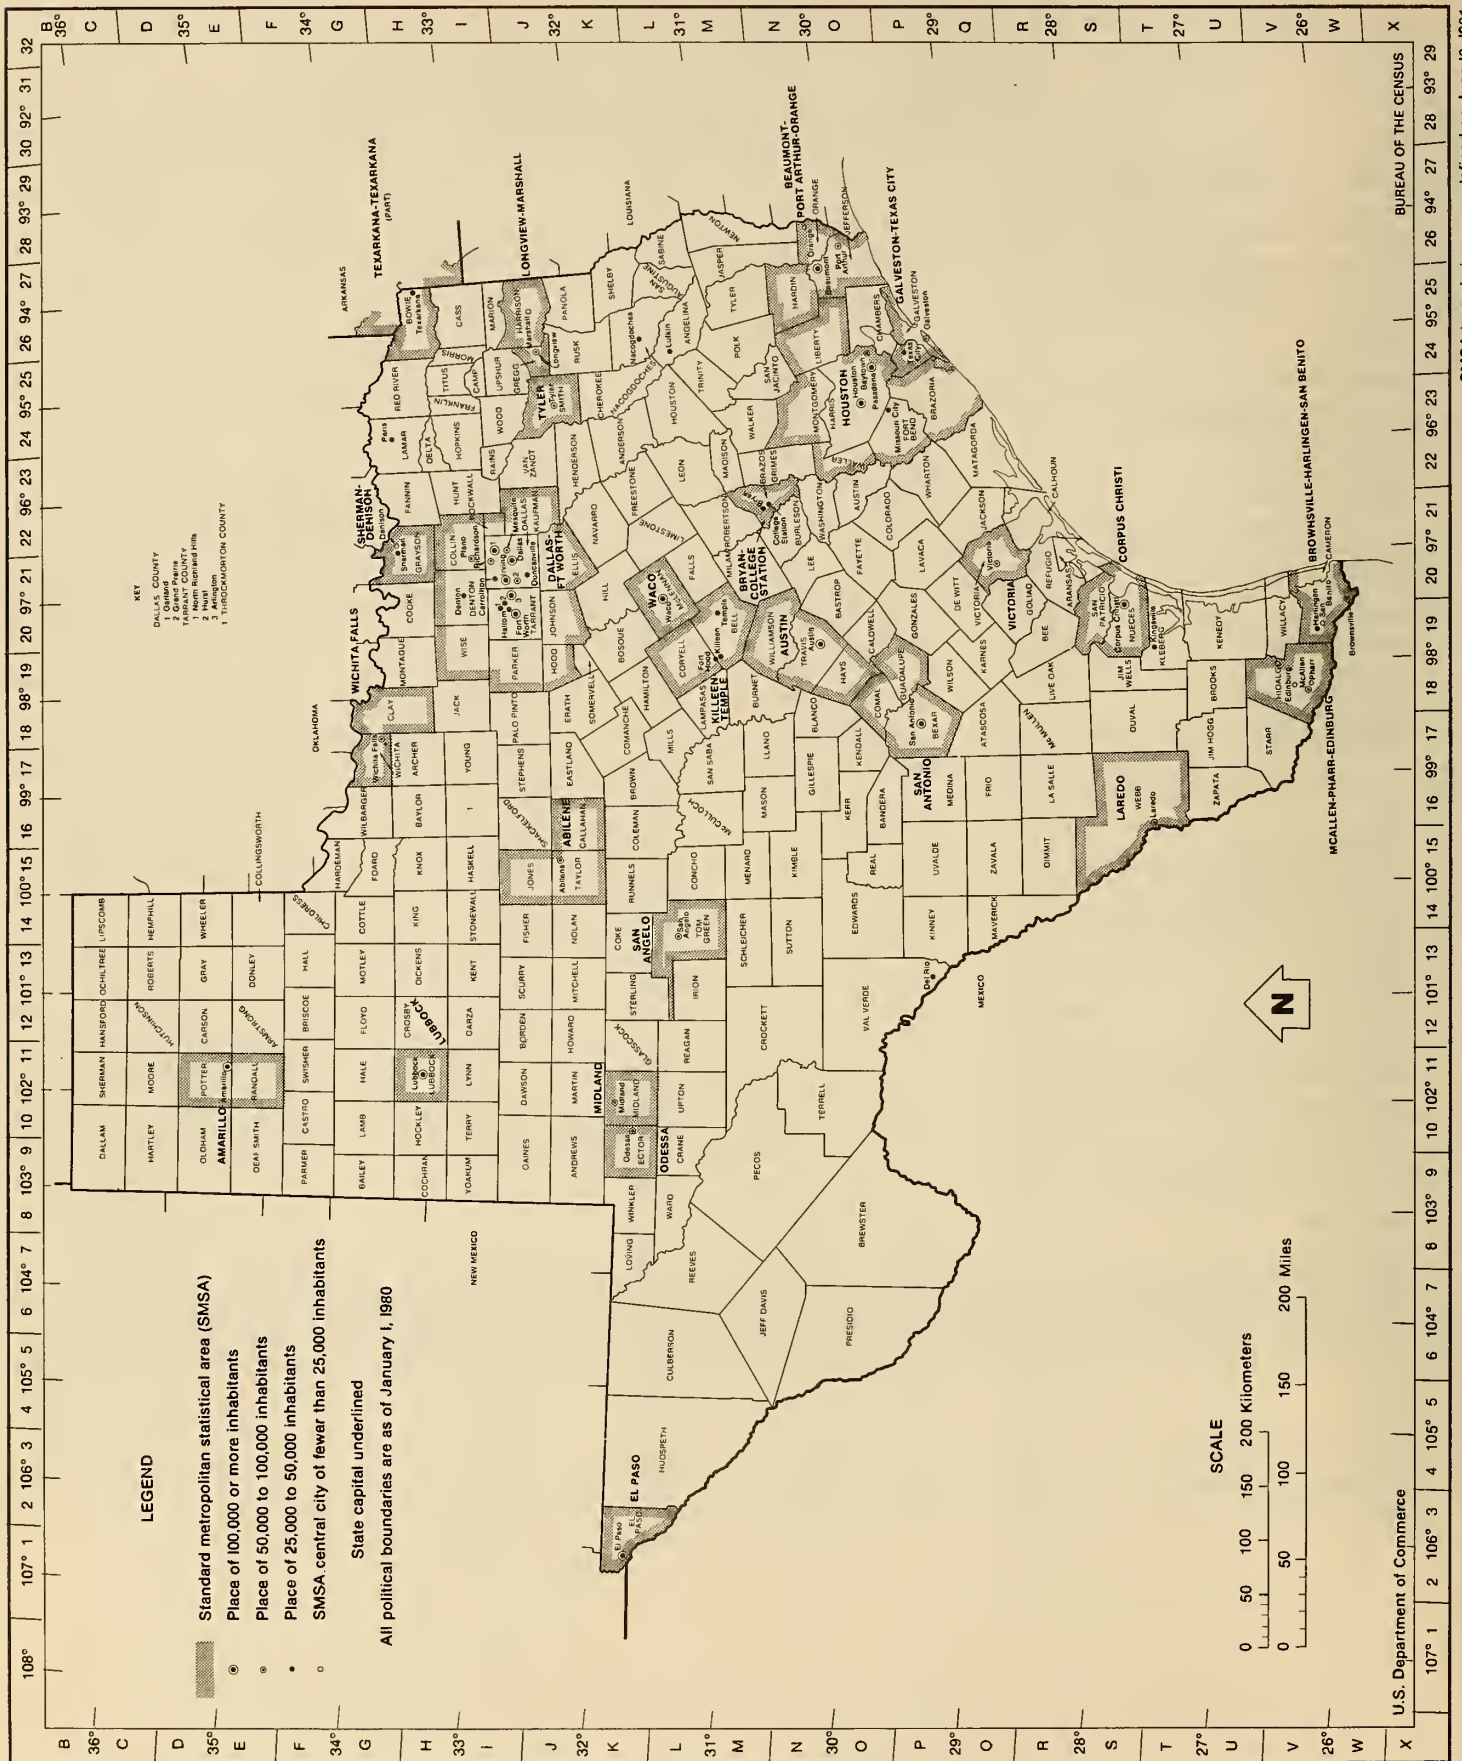 LEGEND
Standard metropolitan statistical area (SMSA)
Place of 100,000 or more inhabitants
Place of 50,000 to 100,000 inhabitants
Place of 25,000 to 50,000 inhabitants
SMSA central city of fewer than 25,000 inhabitants
State capital underlined
All political boundaries are as of January 1, 1980
KEY
DALLAS COUNTY
1 Garland
2 Grand Prairie
TARRANT COUNTY
1 North Richland Hills
2 Hurst
3 Arlington
1 THROCKMORTON COUNTY
DALLAM
SHERMAN
HANSFORD
OCHILTREE
LIPSCOMB
HARTLEY
MOORE
HUTCHINSON
ROBERTS
HEMPHILL
OLDHAM
POTTER
CARSON
GRAY
WHEELER
AMARILLO
Amarillo
DEAF SMITH
RANDALL
ARMSTRONG
DONLEY
COLLINGSWORTH
PARMER
CASTRO
SWISHER
BRISCOE
HALL
CHILDRESS
BAILEY
LAMB
HALE
FLOYD
MOTLEY
COTTLE
HARDEMAN
FOARD
WILBARGER
WICHITA
Wichita Falls
WICHITA FALLS
CLAY
MONTAGUE
COOKE
GRAYSON
Sherman
Denison
SHERMAN-
DENISON
FANNIN
LAMAR
Paris
RED RIVER
BOWIE
Texarkana
TEXARKANA-TEXARKANA
(PART)
COCHRAN
HOCKLEY
LUBBOCK
Lubbock
LUBBOCK
CROSBY
DICKENS
KING
KNOX
BAYLOR
ARCHER
YOAKUM
TERRY
LYNN
GARZA
KENT
STONEWALL
HASKELL
1
YOUNG
JACK
WISE
DENTON
Denton
Carrollton
COLLIN
Plano
Richardson
HUNT
ROCKWALL
DELTA
HOPKINS
FRANKLIN
TITUS
MORRIS
CAMP
CASS
MARION
GAINES
DAWSON
BORDEN
SCURRY
FISHER
JONES
SHACKELFORD
STEPHENS
PALO PINTO
PARKER
TARRANT
Fort
Worth
Irving
Dallas
Mesquite
DALLAS
Duncanville
KAUFMAN
VAN
ZANDT
RAINS
WOOD
UPSHUR
GREGG
Longview
HARRISON
Marshall
LONGVIEW-MARSHALL
ANDREWS
MARTIN
HOWARD
MITCHELL
NOLAN
TAYLOR
Abilene
ABILENE
CALLAHAN
EASTLAND
ERATH
HOOD
SOMERVELL
JOHNSON
ELLIS
DALLAS-
FT WORTH
HENDERSON
TYLER
Tyler
SMITH
RUSK
PANOLA
EL PASO
El Paso
EL
PASO
HUDSPETH
CULBERSON
LOVING
WINKLER
ECTOR
Odessa
ODESSA
MIDLAND
Midland
MIDLAND
GLASSCOCK
STERLING
COKE
RUNNELS
COLEMAN
BROWN
COMANCHE
HAMILTON
BOSQUE
HILL
NAVARRO
FREESTONE
ANDERSON
CHEROKEE
NACOGDOCHES
Nacogdoches
SHELBY
REEVES
WARD
CRANE
UPTON
REAGAN
IRION
SAN
ANGELO
San
Angelo
TOM
GREEN
CONCHO
McCULLOCH
SAN SABA
MILLS
LAMPASAS
CORYELL
Fort
Hood
WACO
Waco
McLENNAN
LIMESTONE
FALLS
LEON
HOUSTON
TRINITY
ANGELINA
Lufkin
SAN
AUGUSTINE
SABINE
JEFF DAVIS
PECOS
CROCKETT
SCHLEICHER
MENARD
MASON
LLANO
BURNET
KILLEEN
TEMPLE
Killeen
Temple
BELL
MILAM
ROBERTSON
MADISON
WALKER
POLK
TYLER
JASPER
NEWTON
PRESIDIO
BREWSTER
TERRELL
VAL VERDE
Del Rio
SUTTON
EDWARDS
KIMBLE
GILLESPIE
KERR
KENDALL
BLANCO
HAYS
AUSTIN
TRAVIS
Austin
WILLIAMSON
BRYAN-
COLLEGE
STATION
Bryan
College
Station
BRAZOS
BURLESON
GRIMES
LEE
WASHINGTON
SAN
JACINTO
LIBERTY
HARDIN
MONTGOMERY
BEAUMONT-
PORT ARTHUR-ORANGE
Beaumont
Orange
ORANGE
Port
Arthur
JEFFERSON
CHAMBERS
HOUSTON
HARRIS
Houston
Baytown
Pasadena
WALLER
AUSTIN
FORT
BEND
Missouri City
BRAZORIA
GALVESTON-TEXAS CITY
GALVESTON
Galveston
Texas
City
BASTROP
FAYETTE
COLORADO
WHARTON
MATAGORDA
KINNEY
UVALDE
REAL
BANDERA
MEDINA
SAN
ANTONIO
San Antonio
BEXAR
COMAL
GUADALUPE
CALDWELL
GONZALES
LAVACA
JACKSON
CALHOUN
MAVERICK
ZAVALA
FRIO
ATASCOSA
WILSON
KARNES
DE WITT
VICTORIA
Victoria
VICTORIA
GOLIAD
REFUGIO
ARANSAS
DIMMIT
LA SALLE
McMULLEN
LIVE OAK
BEE
SAN
PATRICIO
CORPUS CHRISTI
Corpus Christi
NUECES
LAREDO
WEBB
Laredo
DUVAL
JIM
WELLS
Kingsville
KLEBERG
ZAPATA
JIM HOGG
BROOKS
KENEDY
STARR
HIDALGO
Edinburg
McAllen
Pharr
WILLACY
Harlingen
San
Benito
CAMERON
Brownsville
BROWNSVILLE-HARLINGEN-SAN BENITO
MCALLEN-PHARR-EDINBURG
NEW MEXICO
OKLAHOMA
ARKANSAS
LOUISIANA
MEXICO
N
SCALE
0 50 100 150 200 Kilometers
0 50 100 150 200 Miles
U.S. Department of Commerce
BUREAU OF THE CENSUS